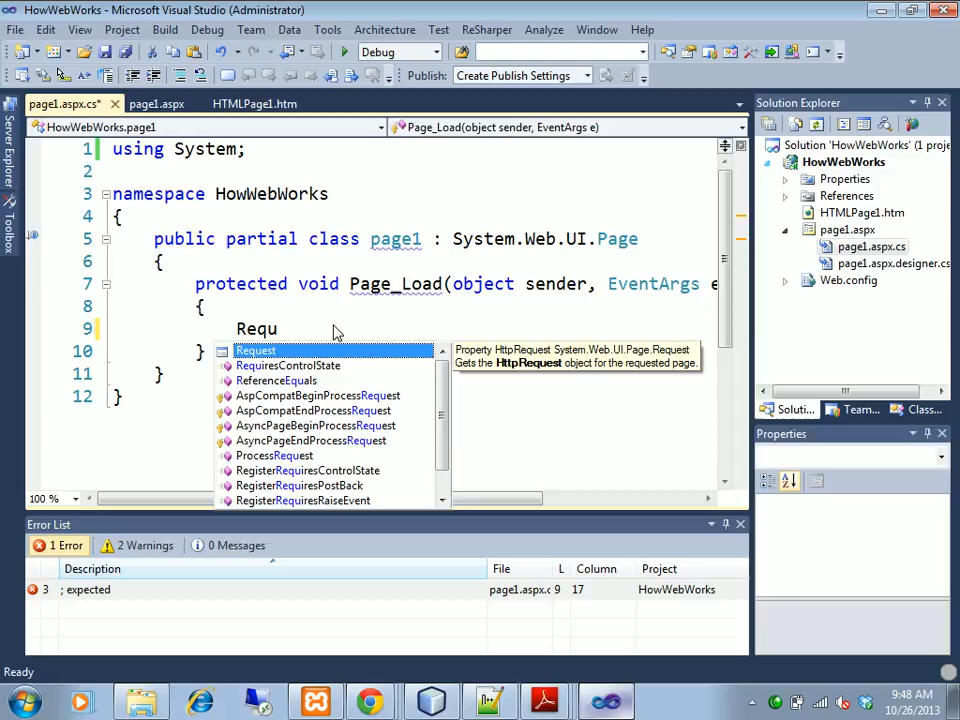 HowWebWorks - Microsoft Visual Studio (Administrator)
File Edit View Project Build Debug Team Data Tools Architecture Test ReSharper Analyze Window Help
Debug
Publish: Create Publish Settings
page1.aspx.cs* page1.aspx HTMLPage1.htm
HowWebWorks.page1 Page_Load(object sender, EventArgs e)
Server Explorer
Toolbox
1 using System;
2
3 namespace HowWebWorks
4 {
5 public partial class page1 : System.Web.UI.Page
6 {
7 protected void Page_Load(object sender, EventArgs e
8 {
9 Requ
10 }
11 }
12 }
Request
RequiresControlState
ReferenceEquals
AspCompatBeginProcessRequest
AspCompatEndProcessRequest
AsyncPageBeginProcessRequest
AsyncPageEndProcessRequest
ProcessRequest
RegisterRequiresControlState
RegisterRequiresPostBack
RegisterRequiresRaiseEvent
Property HttpRequest System.Web.UI.Page.Request
Gets the HttpRequest object for the requested page.
100 %
Solution Explorer
Solution 'HowWebWorks' (1 proje
HowWebWorks
Properties
References
HTMLPage1.htm
page1.aspx
page1.aspx.cs
page1.aspx.designer.cs
Web.config
Soluti... Team... Class...
Properties
Error List
1 Error 2 Warnings 0 Messages
Description File L Column Project
3 ; expected page1.aspx.c 9 17 HowWebWorks
Ready
9:48 AM
10/26/2013